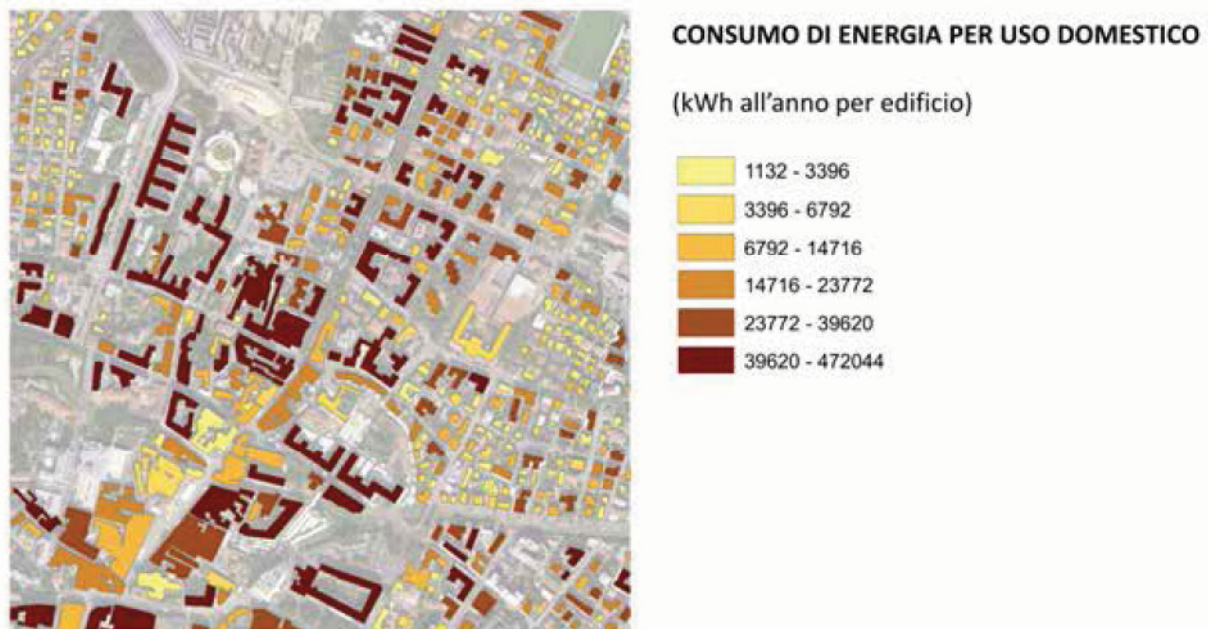 CONSUMO DI ENERGIA PER USO DOMESTICO
(kWh all'anno per edificio)
1132 - 3396
3396 - 6792
6792 - 14716
14716 - 23772
23772 - 39620
39620 - 472044